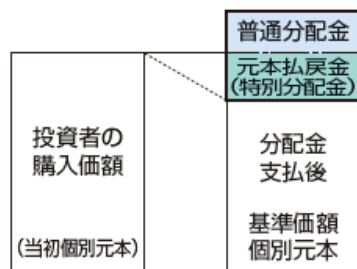 普通分配金
元本払戻金
(特別分配金)
投資者の
購入価額
(当初個別元本)
分配金
支払後
基準価額
個別元本